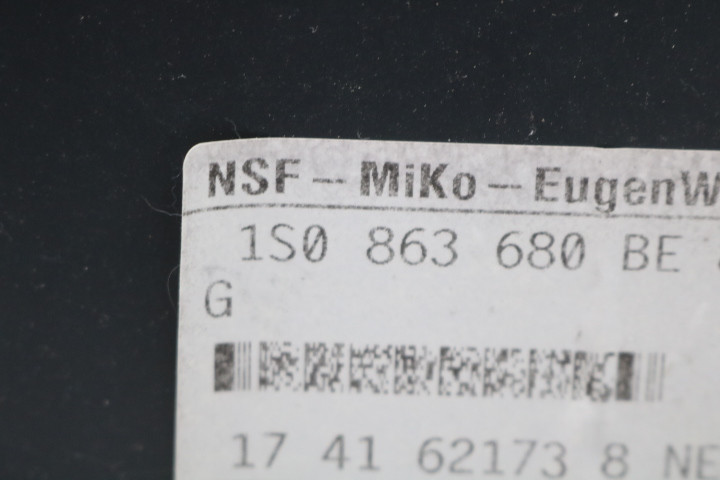 NSF – MiKo – EugenW
1S0 863 680 BE
G
17 41 62173 8 NE